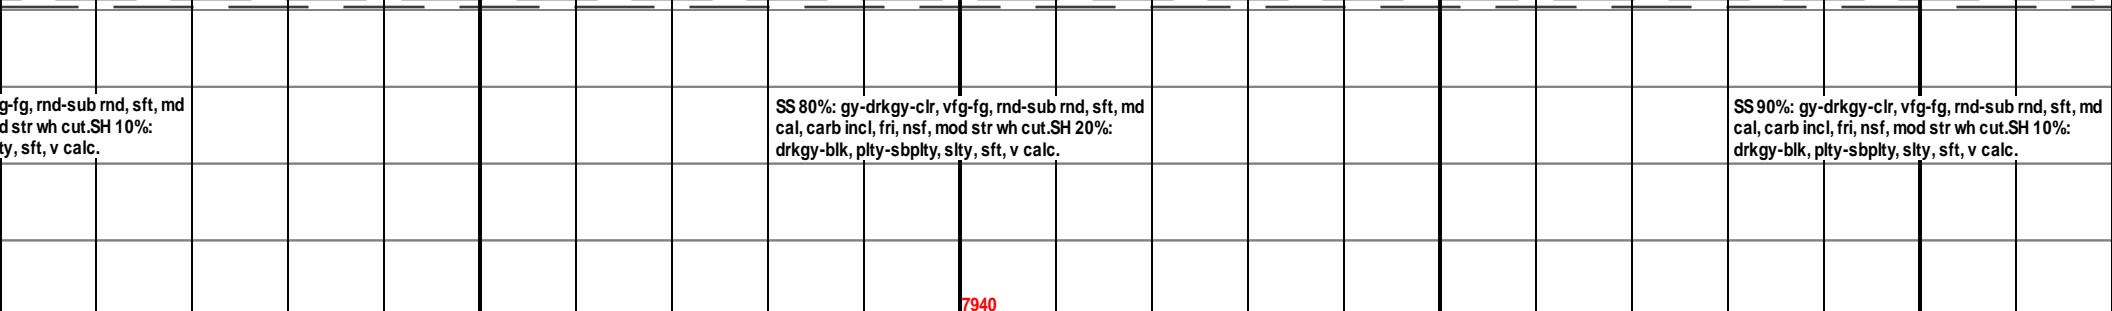 g-fg, rnd-sub rnd, sft, md
d str wh cut.SH 10%:
ty, sft, v calc.
SS 80%: gy-drkgy-clr, vfg-fg, rnd-sub rnd, sft, md
cal, carb incl, fri, nsf, mod str wh cut.SH 20%:
drkgy-blk, plty-sbplty, slty, sft, v calc.
SS 90%: gy-drkgy-clr, vfg-fg, rnd-sub rnd, sft, md
cal, carb incl, fri, nsf, mod str wh cut.SH 10%:
drkgy-blk, plty-sbplty, slty, sft, v calc.
7940